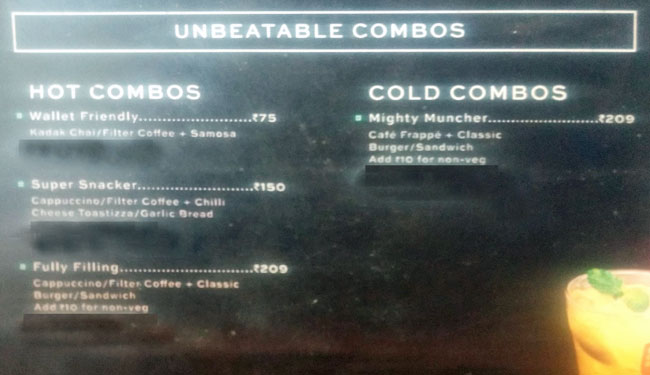 UNBEATABLE COMBOS
HOT COMBOS
Wallet Friendly..........................₹75
Kadak Chai/Filter Coffee + Samosa
Super Snacker..........................₹150
Cappuccino/Filter Coffee + Chilli
Cheese Toastizza/Garlic Bread
Fully Filling..............................₹209
Cappuccino/Filter Coffee + Classic
Burger/Sandwich
Add ₹10 for non-veg
COLD COMBOS
Mighty Muncher.........................₹209
Café Frappé + Classic
Burger/Sandwich
Add ₹10 for non-veg